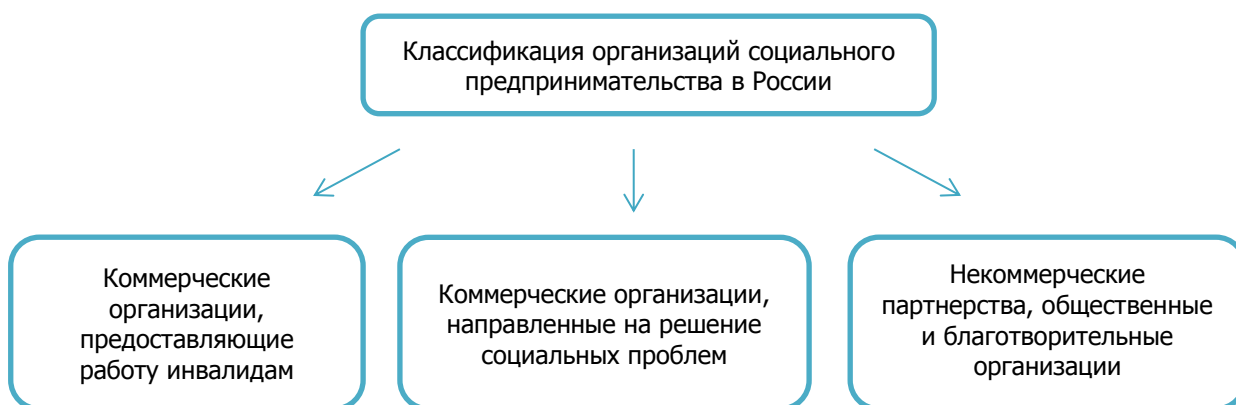 Классификация организаций социального
предпринимательства в России
Коммерческие
организации,
предоставляющие
работу инвалидам
Коммерческие организации,
направленные на решение
социальных проблем
Некоммерческие
партнерства, общественные
и благотворительные
организации